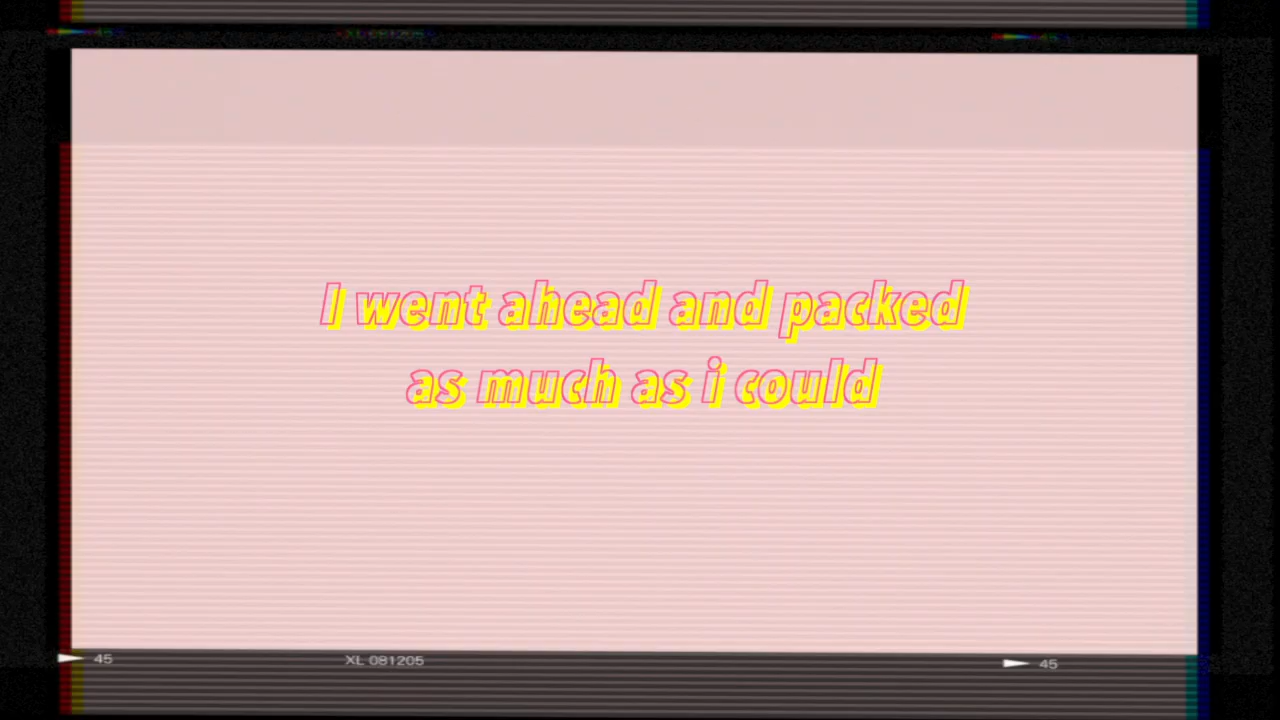 I went ahead and packed
as much as i could
45
XL 081205
45